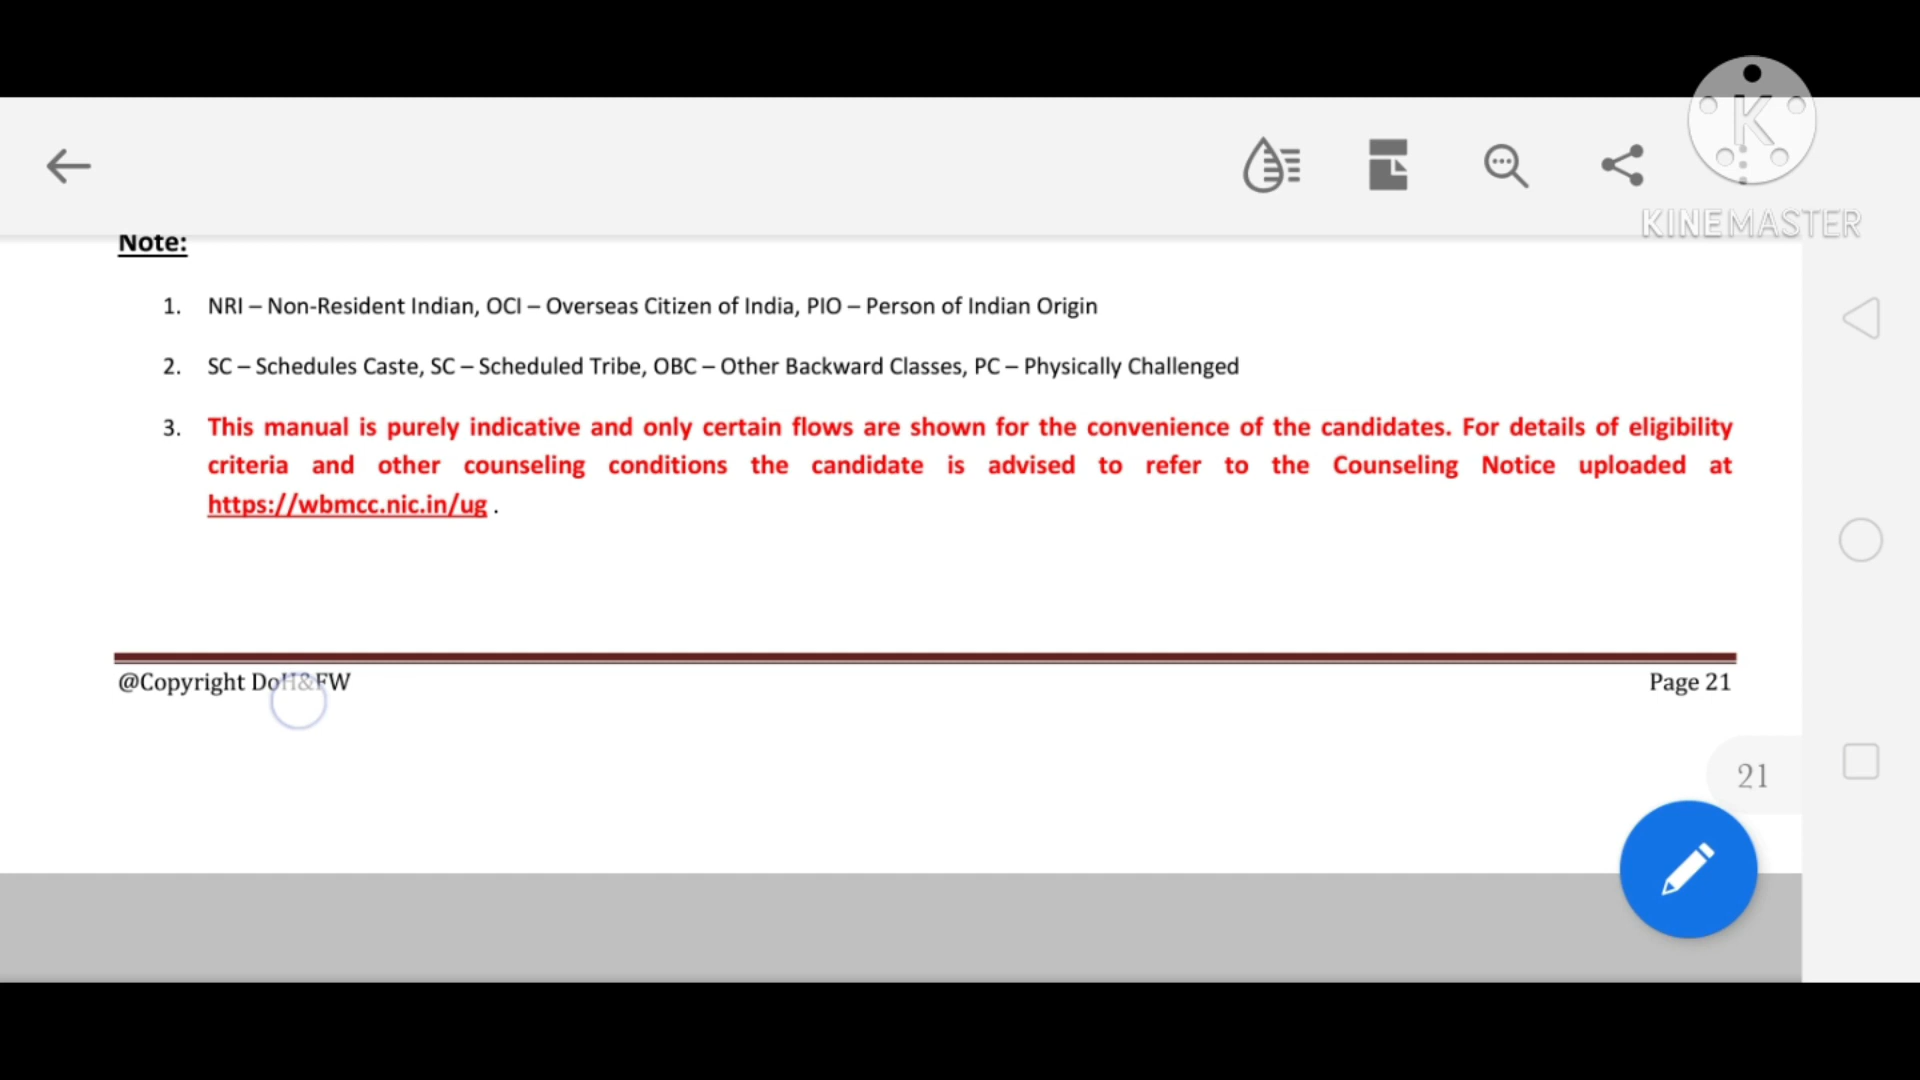 K
KINEMASTER
Note:
1. NRI – Non-Resident Indian, OCI – Overseas Citizen of India, PIO – Person of Indian Origin
2. SC – Schedules Caste, SC – Scheduled Tribe, OBC – Other Backward Classes, PC – Physically Challenged
3. This manual is purely indicative and only certain flows are shown for the convenience of the candidates. For details of eligibility
criteria and other counseling conditions the candidate is advised to refer to the Counseling Notice uploaded at
https://wbmcc.nic.in/ug .
@Copyright DoH&FW
Page 21
21